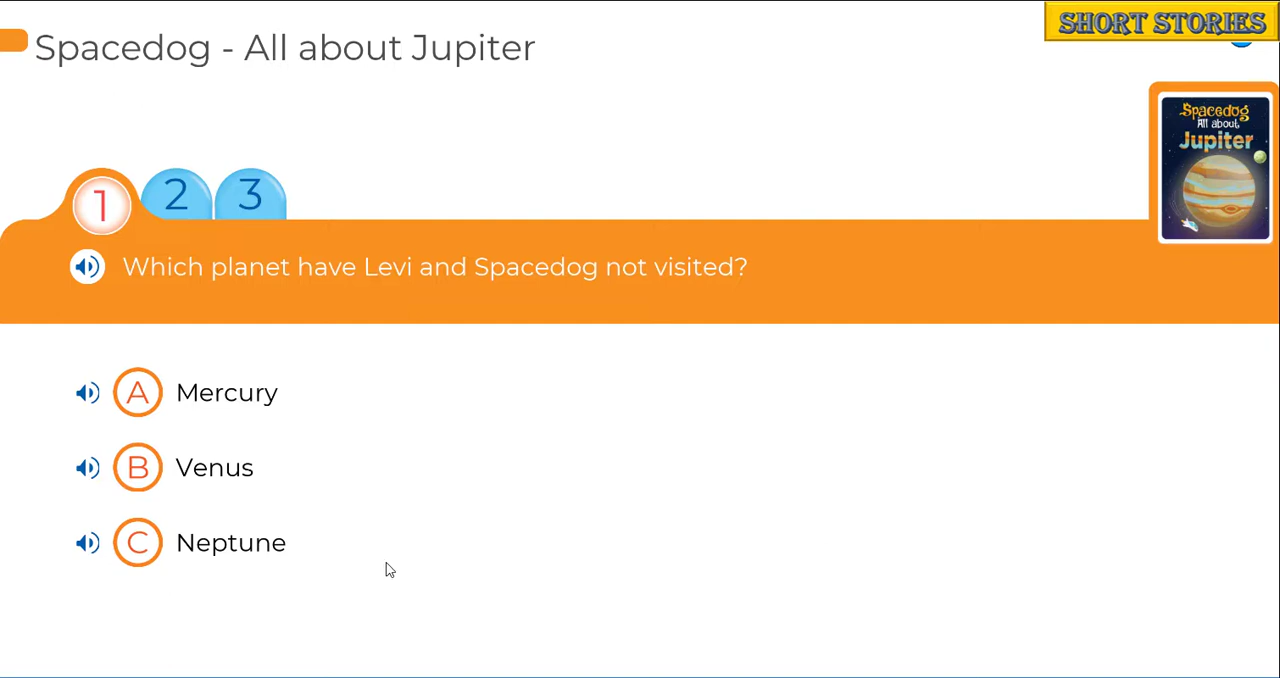 SHORT STORIES
Spacedog - All about Jupiter
Spacedog
All about
Jupiter
1 2 3
Which planet have Levi and Spacedog not visited?
A Mercury
B Venus
C Neptune